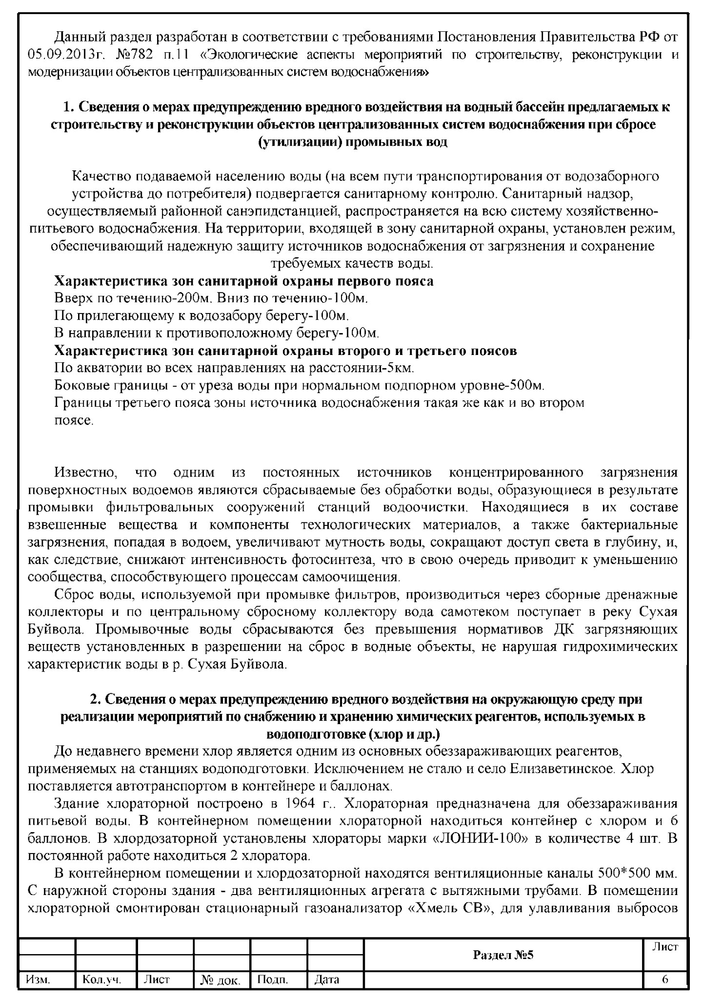 Данный раздел разработан в соответствии с требованиями Постановления Правительства РФ от
05.09.2013г. №782 п.11 «Экологические аспекты мероприятий по строительству, реконструкции и
модернизации объектов централизованных систем водоснабжения»
1. Сведения о мерах предупреждению вредного воздействия на водный бассейн предлагаемых к
строительству и реконструкции объектов централизованных систем водоснабжения при сбросе
(утилизации) промывных вод
Качество подаваемой населению воды (на всем пути транспортирования от водозаборного
устройства до потребителя) подвергается санитарному контролю. Санитарный надзор,
осуществляемый районной санэпидстанцией, распространяется на всю систему хозяйственно-
питьевого водоснабжения. На территории, входящей в зону санитарной охраны, установлен режим,
обеспечивающий надежную защиту источников водоснабжения от загрязнения и сохранение
требуемых качеств воды.
Характеристика зон санитарной охраны первого пояса
Вверх по течению-200м. Вниз по течению-100м.
По прилегающему к водозабору берегу-100м.
В направлении к противоположному берегу-100м.
Характеристика зон санитарной охраны второго и третьего поясов
По акватории во всех направлениях на расстоянии-5км.
Боковые границы - от уреза воды при нормальном подпорном уровне-500м.
Границы третьего пояса зоны источника водоснабжения такая же как и во втором
поясе.
Известно, что одним из постоянных источников концентрированного загрязнения
поверхностных водоемов являются сбрасываемые без обработки воды, образующиеся в результате
промывки фильтровальных сооружений станций водоочистки. Находящиеся в их составе
взвешенные вещества и компоненты технологических материалов, а также бактериальные
загрязнения, попадая в водоем, увеличивают мутность воды, сокращают доступ света в глубину, и,
как следствие, снижают интенсивность фотосинтеза, что в свою очередь приводит к уменьшению
сообщества, способствующего процессам самоочищения.
Сброс воды, используемой при промывке фильтров, производиться через сборные дренажные
коллекторы и по центральному сбросному коллектору вода самотеком поступает в реку Сухая
Буйвола. Промывочные воды сбрасываются без превышения нормативов ДК загрязняющих
веществ установленных в разрешении на сброс в водные объекты, не нарушая гидрохимических
характеристик воды в р. Сухая Буйвола.
2. Сведения о мерах предупреждению вредного воздействия на окружающую среду при
реализации мероприятий по снабжению и хранению химических реагентов, используемых в
водоподготовке (хлор и др.)
До недавнего времени хлор является одним из основных обеззараживающих реагентов,
применяемых на станциях водоподготовки. Исключением не стало и село Елизаветинское. Хлор
поставляется автотранспортом в контейнере и баллонах.
Здание хлораторной построено в 1964 г.. Хлораторная предназначена для обеззараживания
питьевой воды. В контейнерном помещении хлораторной находиться контейнер с хлором и 6
баллонов. В хлордозаторной установлены хлораторы марки «ЛОНИИ-100» в количестве 4 шт. В
постоянной работе находиться 2 хлоратора.
В контейнерном помещении и хлордозаторной находятся вентиляционные каналы 500*500 мм.
С наружной стороны здания - два вентиляционных агрегата с вытяжными трубами. В помещении
хлораторной смонтирован стационарный газоанализатор «Хмель СВ», для улавливания выбросов
Раздел №5 Лист
Изм. Кол.уч. Лист № док. Подп. Дата 6